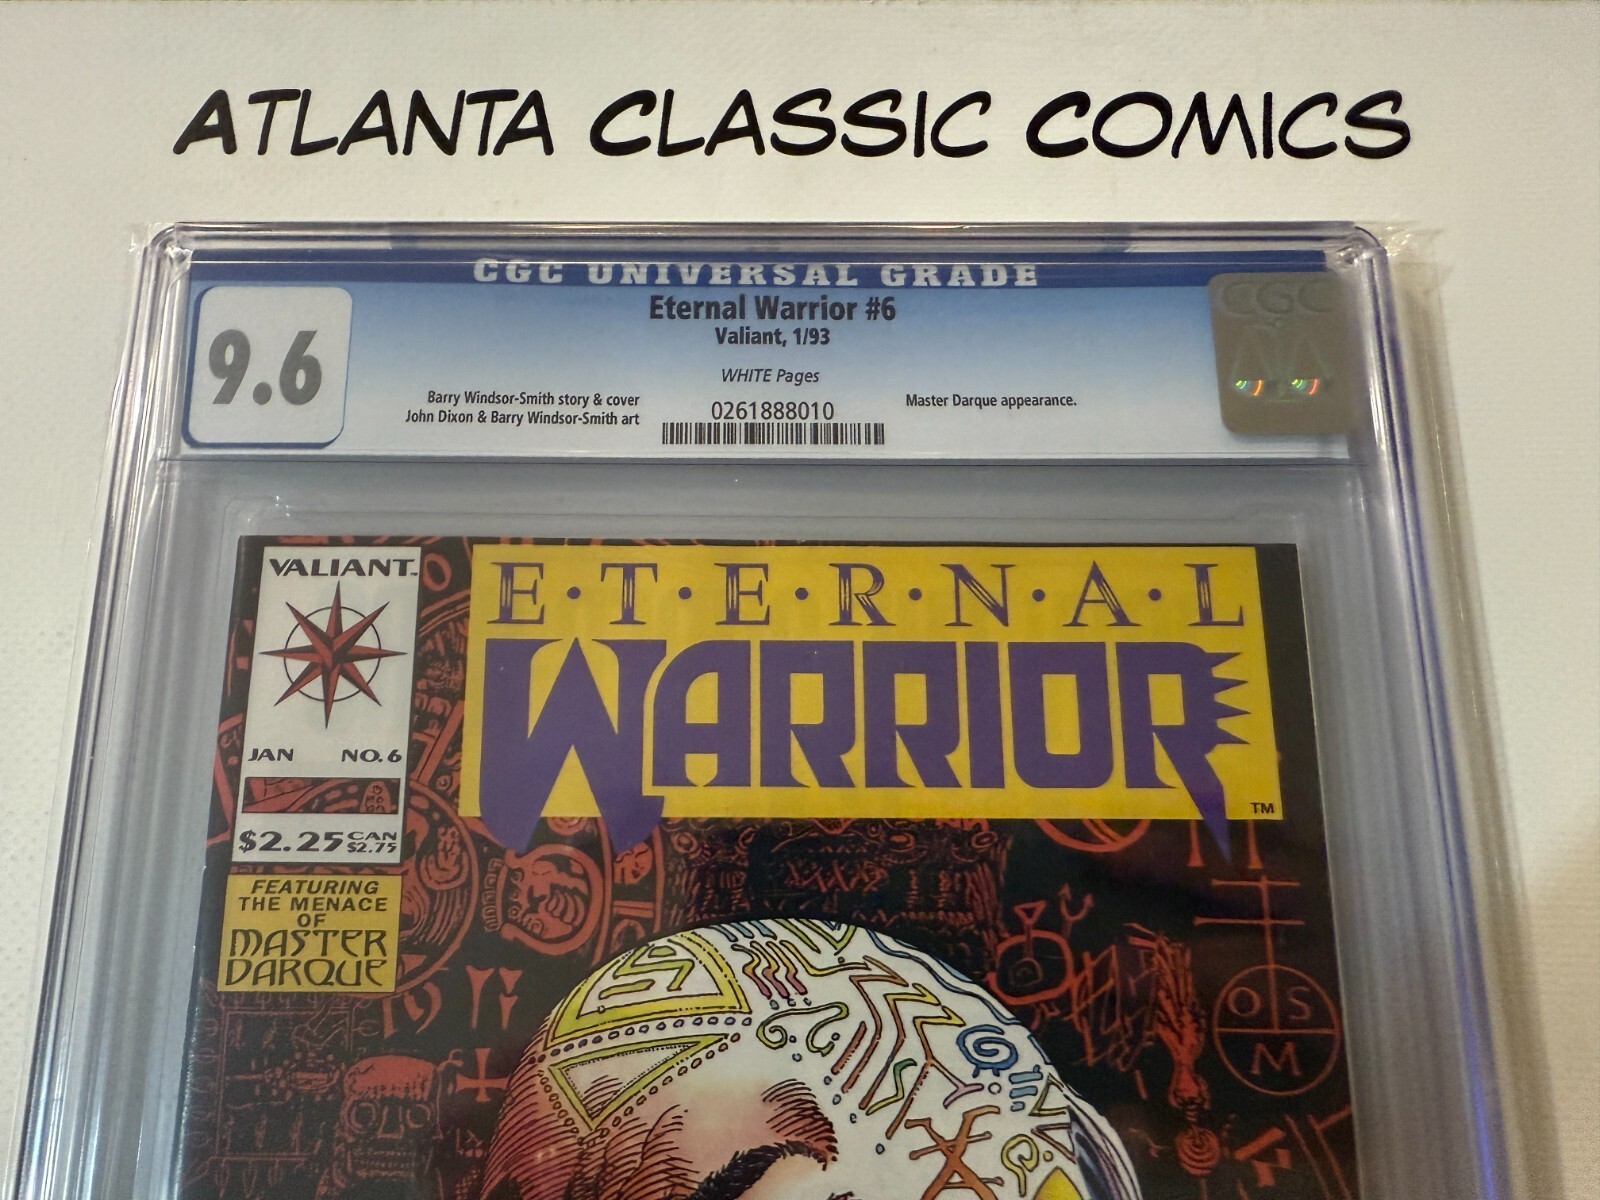 ATLANTA CLASSIC COMICS
CGC UNIVERSAL GRADE
9.6
Eternal Warrior #6
Valiant, 1/93
WHITE Pages
Barry Windsor-Smith story & cover
John Dixon & Barry Windsor-Smith art
0261888010
Master Darque appearance.
CGC
VALIANT™
JAN NO. 6
$2.25 CAN $2.75
FEATURING
THE MENACE
OF
MASTER
DARQUE
E·T·E·R·N·A·L
WARRIOR
TM
O S
M